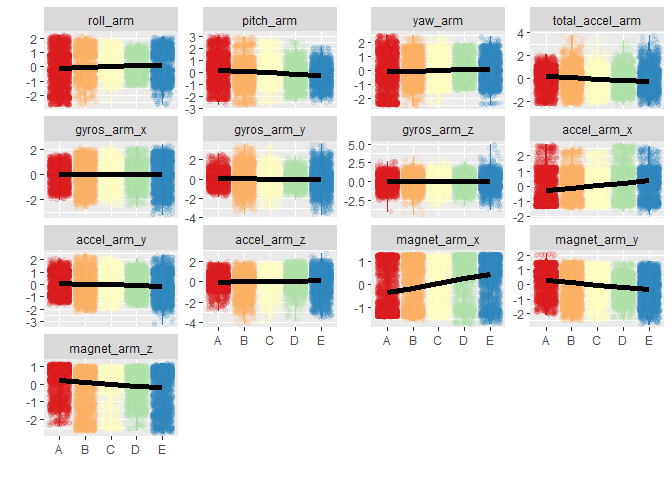 roll_arm pitch_arm yaw_arm total_accel_arm
2 1 0 -1 -2
3 2 1 0 -1 -2 -3
2 1 0 -1 -2
4 2 0 -2
gyros_arm_x gyros_arm_y gyros_arm_z accel_arm_x
2 0 -2
2 0 -2 -4
5.0 2.5 0.0 -2.5
2 1 0 -1 -2
accel_arm_y accel_arm_z magnet_arm_x magnet_arm_y
2 1 0 -1 -2 -3
2 0 -2 -4
1 0 -1
2 1 0 -1 -2
magnet_arm_z
A B C D E
A B C D E
A B C D E
1 0 -1 -2
A B C D E